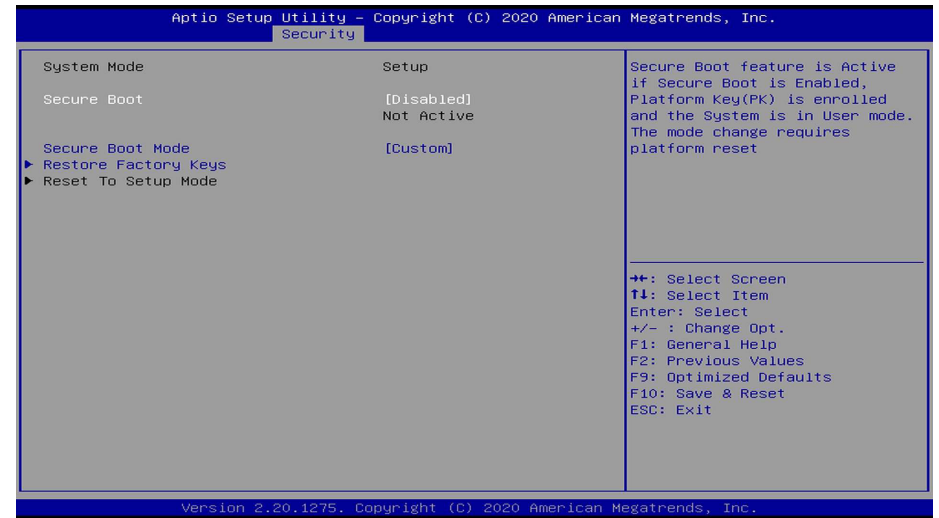 Aptio Setup Utility – Copyright (C) 2020 American Megatrends, Inc.
Security
System Mode Setup
Secure Boot [Disabled]
Not Active
Secure Boot Mode [Custom]
▶ Restore Factory Keys
▶ Reset To Setup Mode
Secure Boot feature is Active
if Secure Boot is Enabled,
Platform Key(PK) is enrolled
and the System is in User mode.
The mode change requires
platform reset
→←: Select Screen
↑↓: Select Item
Enter: Select
+/– : Change Opt.
F1: General Help
F2: Previous Values
F9: Optimized Defaults
F10: Save & Reset
ESC: Exit
Version 2.20.1275. Copyright (C) 2020 American Megatrends, Inc.